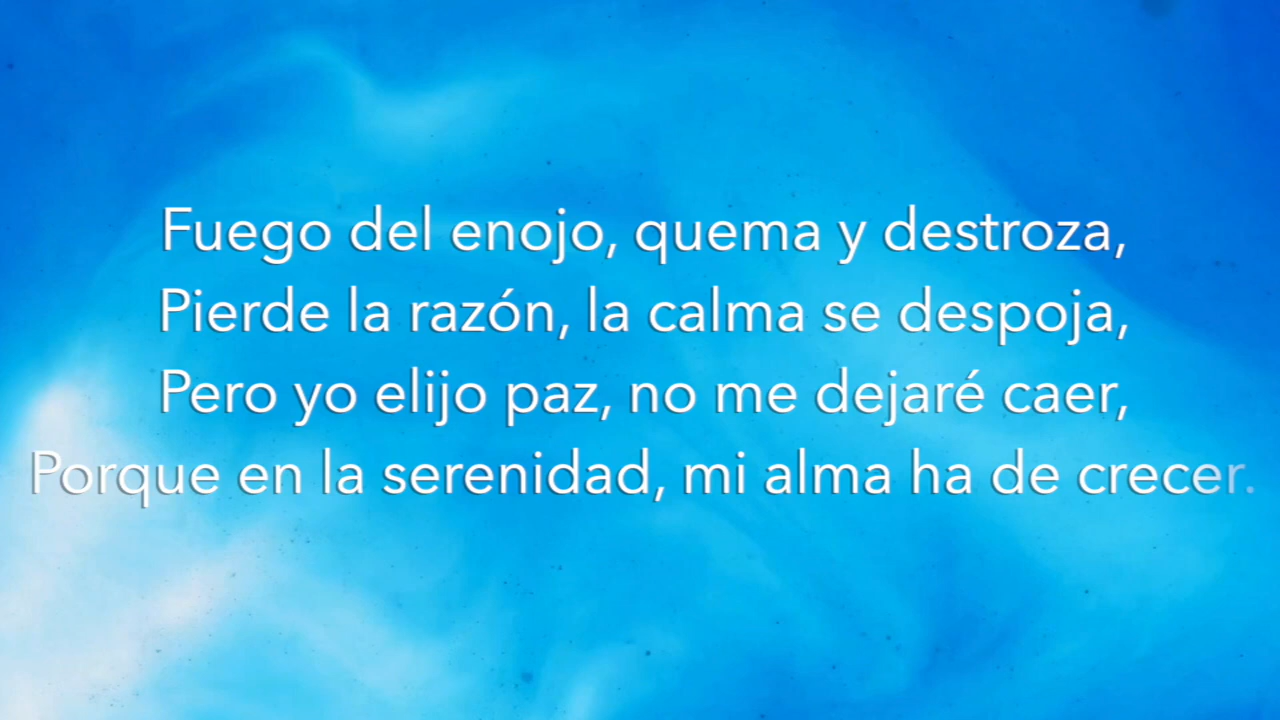 Fuego del enojo, quema y destroza,
Pierde la razón, la calma se despoja,
Pero yo elijo paz, no me dejaré caer,
Porque en la serenidad, mi alma ha de crecer.